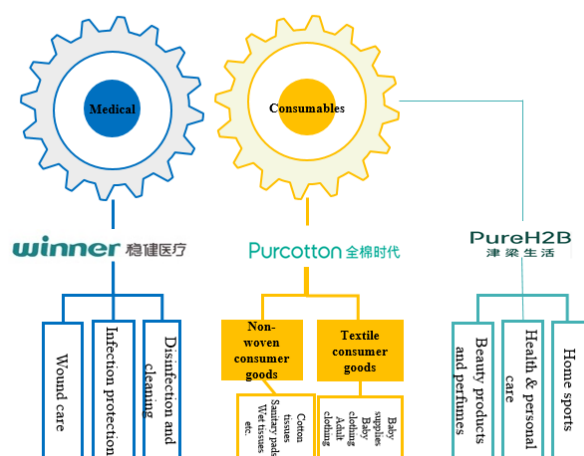 Medical
Consumables
winner 稳健医疗
Purcotton 全棉时代
PureH2B
津梁生活
Wound care
Infection protection
Disinfection and
cleaning
Non-
woven
consumer
goods
Textile
consumer
goods
Cotton
tissues
Sanitary pads
Wet tissues
etc.
Baby
supplies
Baby
clothing
Adult
clothing
Beauty products
and perfumes
Health & personal
care
Home sports